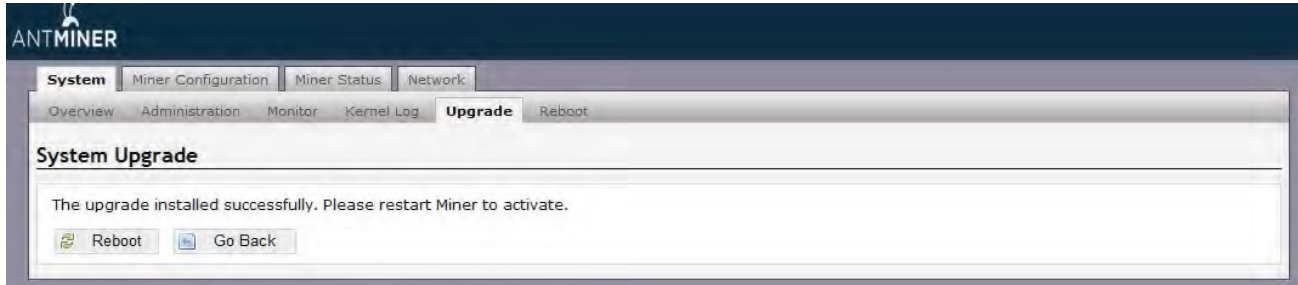 ANTMINER
System Miner Configuration Miner Status Network
Overview Administration Monitor Kernel Log Upgrade Reboot
System Upgrade
The upgrade installed successfully. Please restart Miner to activate.
Reboot Go Back